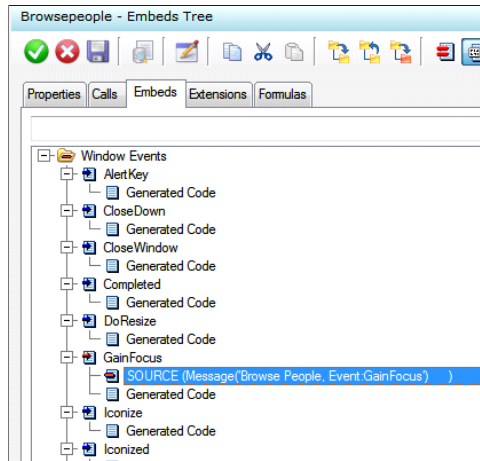 Browsepeople - Embeds Tree
Properties Calls Embeds Extensions Formulas
Window Events
AlertKey
Generated Code
CloseDown
Generated Code
CloseWindow
Generated Code
Completed
Generated Code
DoResize
Generated Code
GainFocus
SOURCE (Message('Browse People, Event:GainFocus') )
Generated Code
Iconize
Generated Code
Iconized